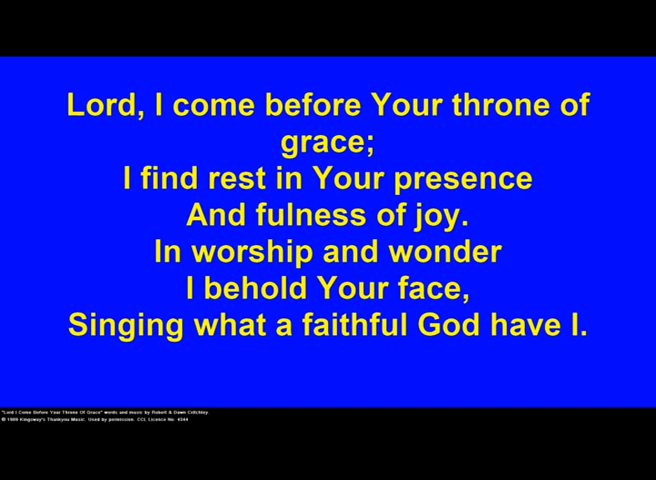 Lord, I come before Your throne of
grace;
I find rest in Your presence
And fulness of joy.
In worship and wonder
I behold Your face,
Singing what a faithful God have I.
"Lord I Come Before Your Throne Of Grace" words and music by Robert & Dawn Critchley.
© 1989 Kingsway's Thankyou Music. Used by permission. CCL Licence No. 4344